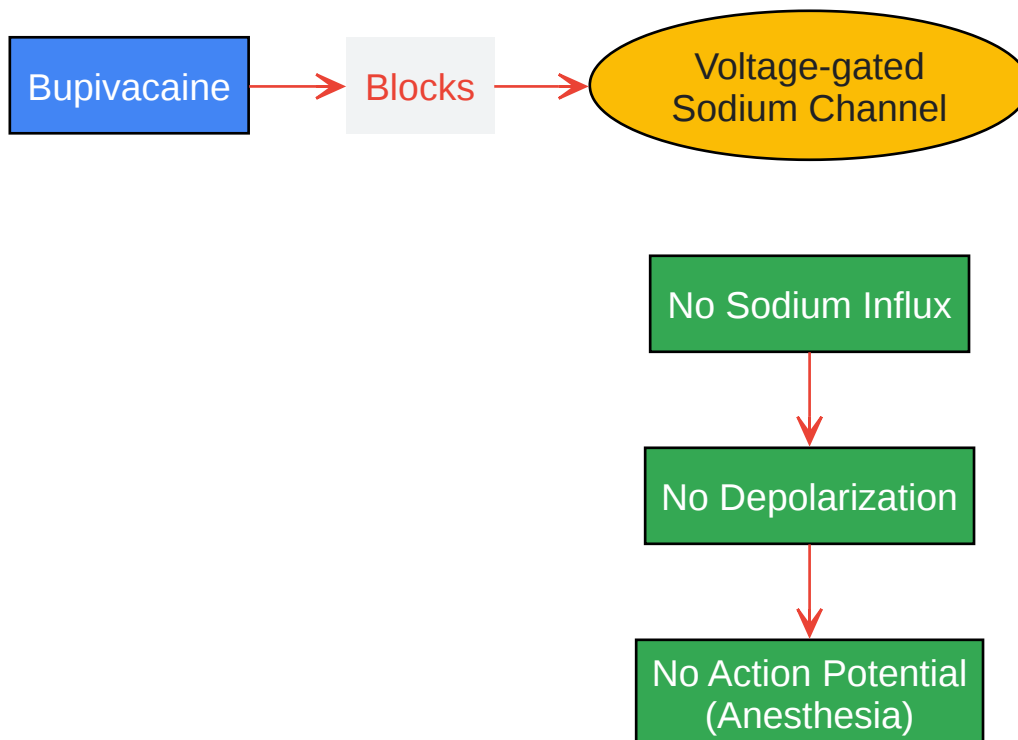 Bupivacaine
Blocks
Voltage-gated
Sodium Channel
No Sodium Influx
No Depolarization
No Action Potential
(Anesthesia)